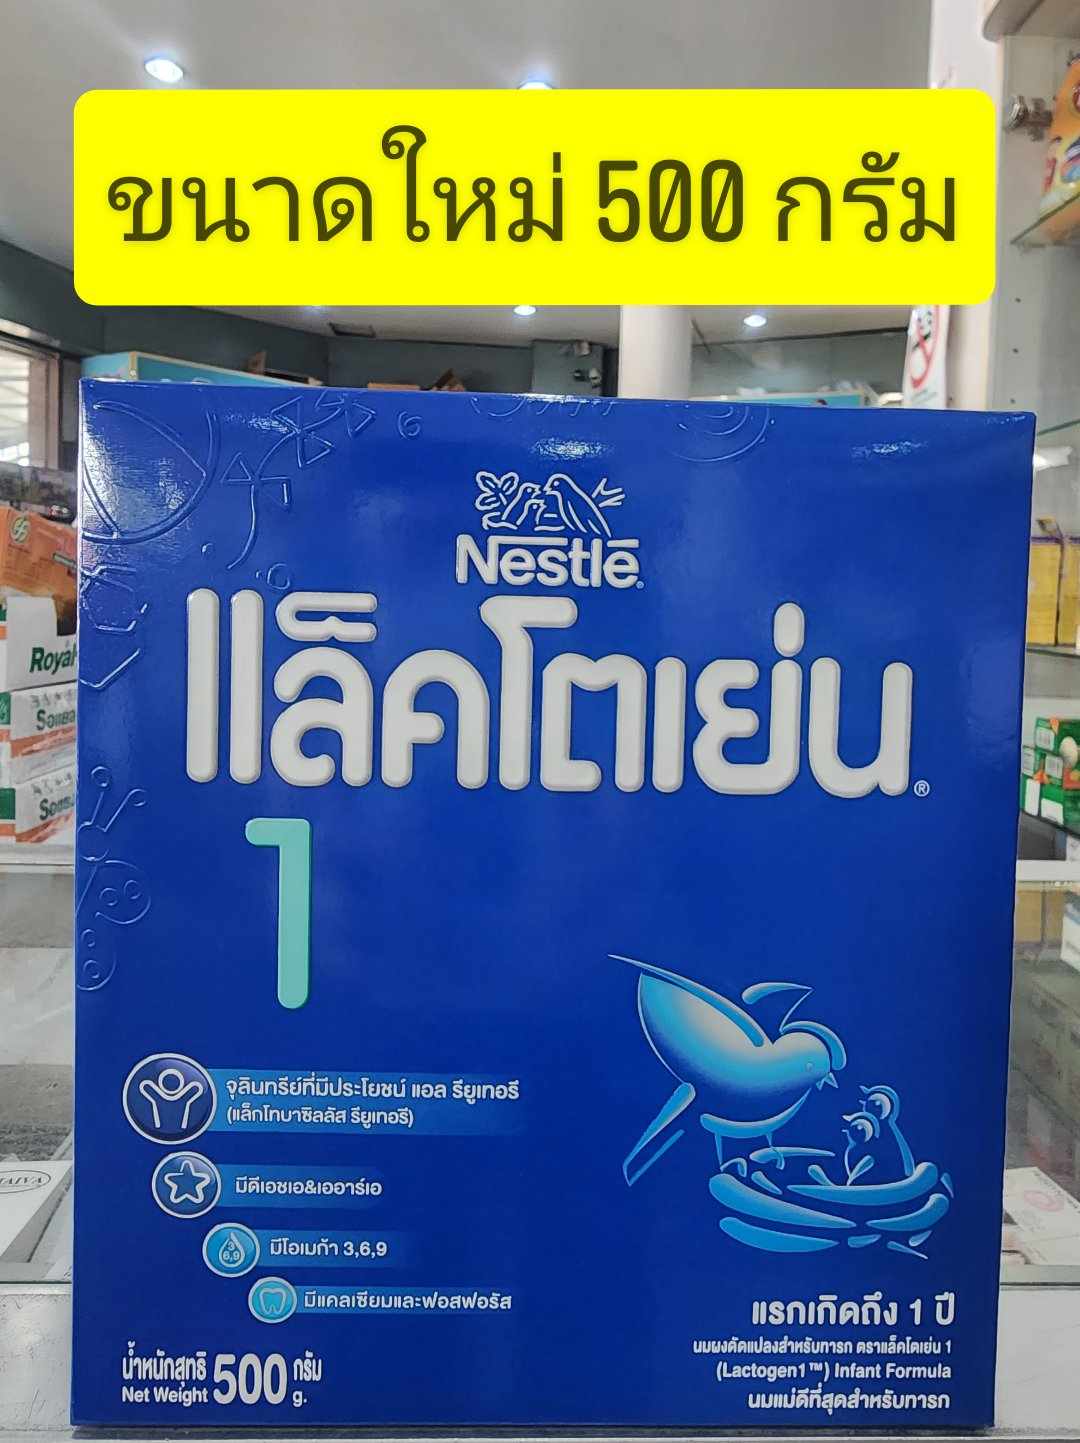 ขนาดใหม่ 500 กรัม
Nestlé®
แล็คโตเย่น®
1
Royal
จุลินทรีย์ที่มีประโยชน์ แอล รียูเทอรี
(แล็กโทบาซิลลัส รียูเทอรี)
มีดีเอชเอ&เออาร์เอ
3
6,9
มีโอเมก้า 3,6,9
มีแคลเซียมและฟอสฟอรัส
แรกเกิดถึง 1 ปี
นมผงดัดแปลงสำหรับทารก ตราแล็คโตเย่น 1
(Lactogen1™) Infant Formula
นมแม่ดีที่สุดสำหรับทารก
น้ำหนักสุทธิ 500 กรัม
Net Weight g.